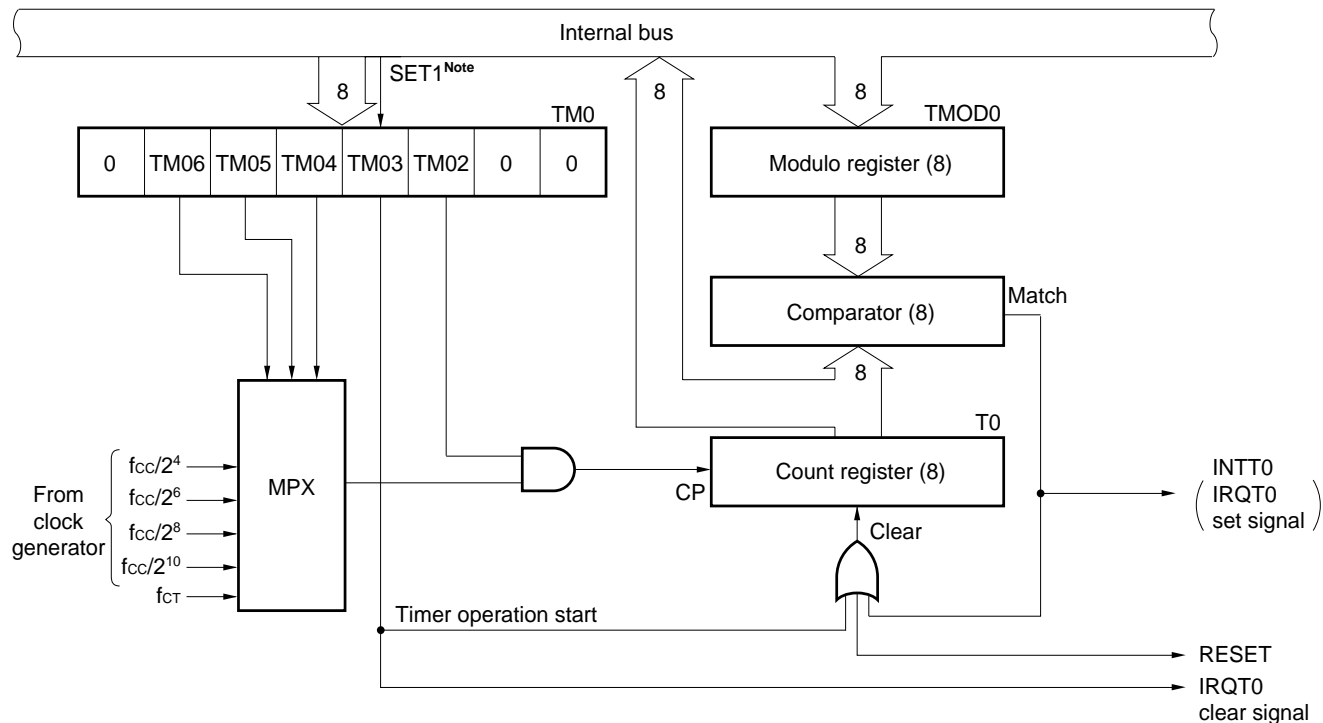 Internal bus
SET1Note
8
8
8
TM0
TMOD0
0 TM06 TM05 TM04 TM03 TM02 0 0
Modulo register (8)
8
Comparator (8)
Match
8
T0
Count register (8)
CP
Clear
MPX
From
clock
generator
fCC/2⁴
fCC/2⁶
fCC/2⁸
fCC/2¹⁰
fCT
INTT0
(IRQT0
set signal)
Timer operation start
RESET
IRQT0
clear signal